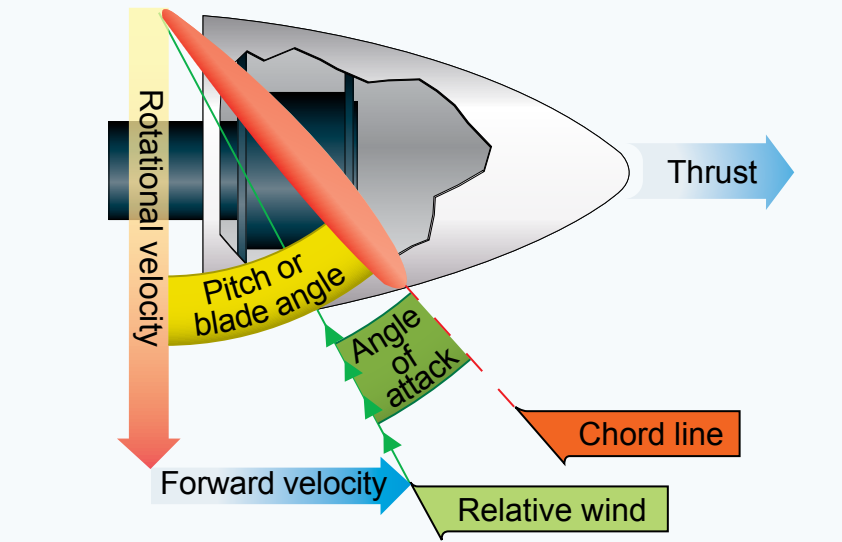 Rotational velocity
Thrust
Pitch or
blade angle
Angle
of
attack
Chord line
Forward velocity
Relative wind